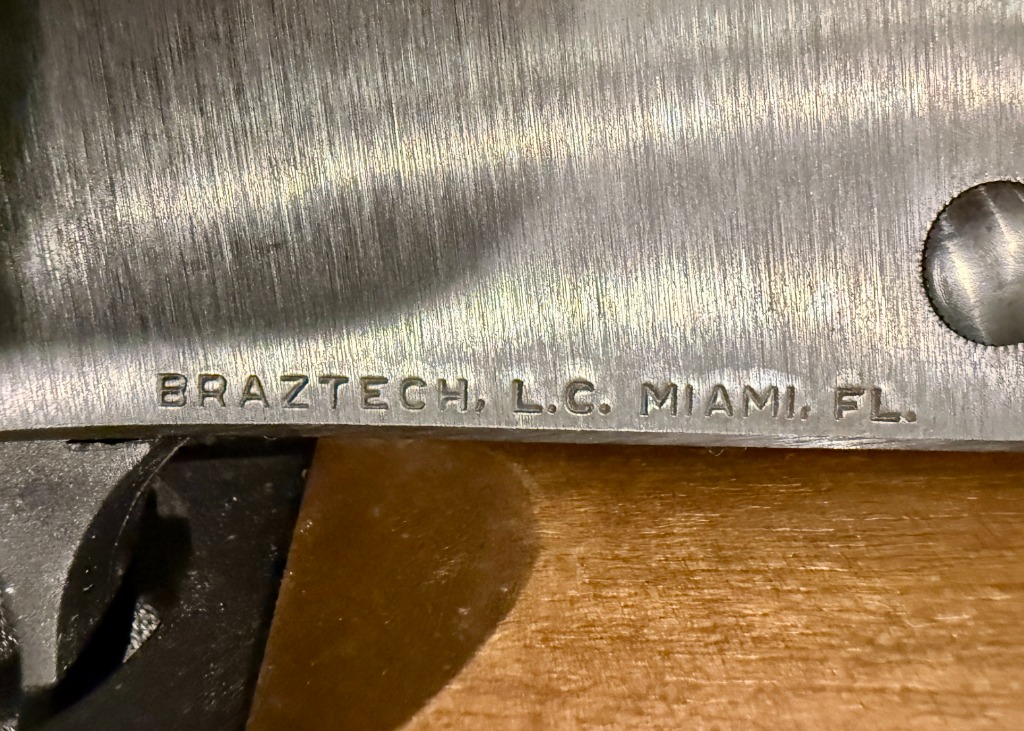 BRAZTECH, L.C. MIAMI, FL.